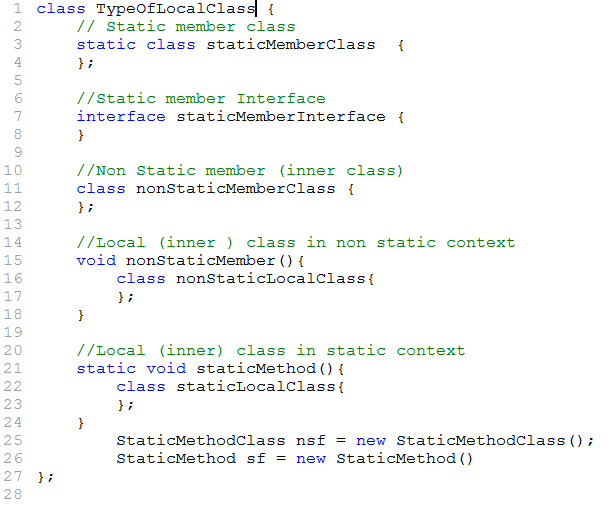 1 class TypeOfLocalClass {
2 // Static member class
3 static class staticMemberClass {
4 };
5
6 //Static member Interface
7 interface staticMemberInterface {
8 }
9
10 //Non Static member (inner class)
11 class nonStaticMemberClass {
12 };
13
14 //Local (inner ) class in non static context
15 void nonStaticMember(){
16 class nonStaticLocalClass{
17 };
18 }
19
20 //Local (inner) class in static context
21 static void staticMethod(){
22 class staticLocalClass{
23 };
24 }
25 StaticMethodClass nsf = new StaticMethodClass();
26 StaticMethod sf = new StaticMethod()
27 };
28